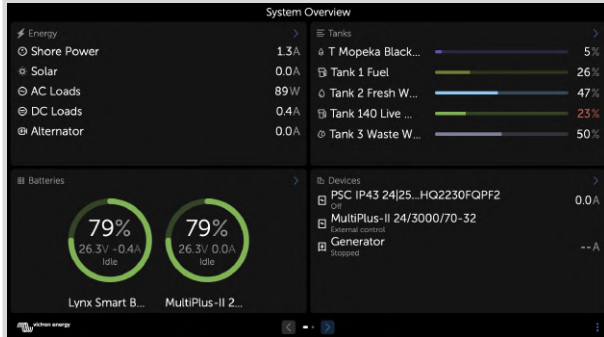 System Overview
Energy
Shore Power 1.3A
Solar 0.0A
AC Loads 89W
DC Loads 0.4A
Alternator 0.0A
Tanks
T Mopeka Black... 5%
Tank 1 Fuel 26%
Tank 2 Fresh W... 47%
Tank 140 Live ... 23%
Tank 3 Waste W... 50%
Batteries
79%
26.3V -0.4A
Idle
Lynx Smart B...
79%
26.3V 0.0A
Idle
MultiPlus-II 2...
Devices
PSC IP43 24|25...HQ2230FQPF2 0.0A
Off
MultiPlus-II 24/3000/70-32
External control
Generator --A
Stopped
victron energy